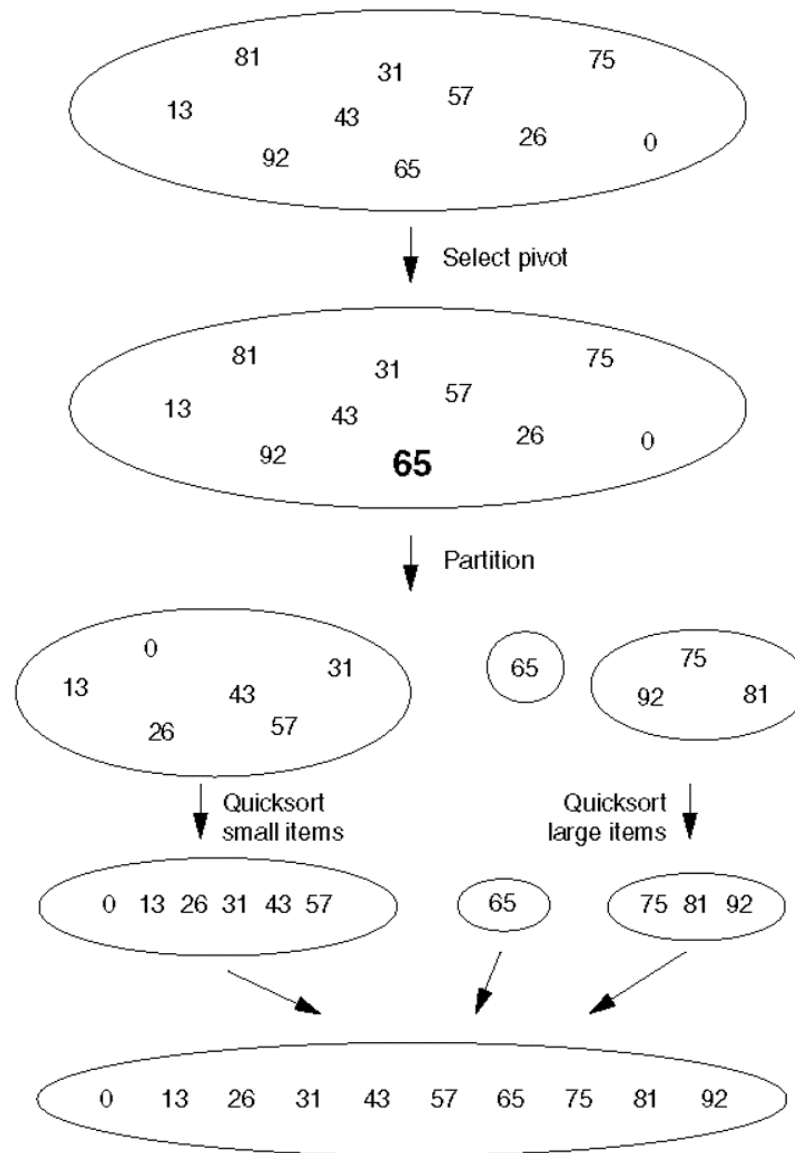 81 31 75
13 43 57
92 65 26 0
Select pivot
81 31 75
13 43 57
92 65 26 0
Partition
0 31 65 75
13 43 92 81
26 57
Quicksort Quicksort
small items large items
0 13 26 31 43 57 65 75 81 92
0 13 26 31 43 57 65 75 81 92